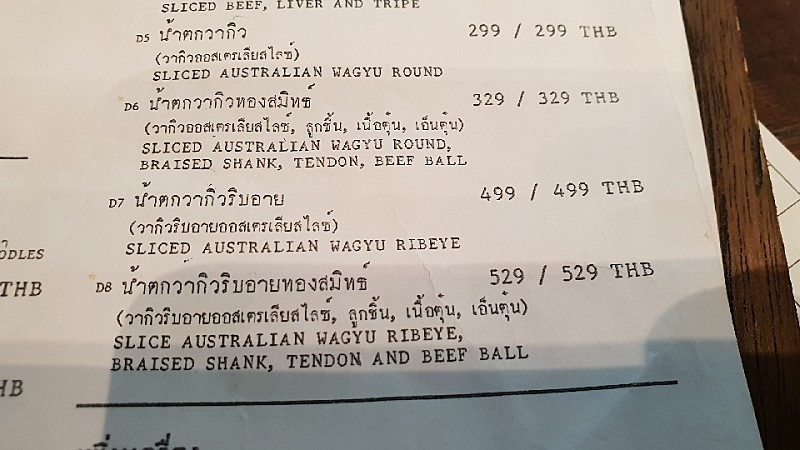 SLICED BEEF, LIVER AND TRIPE
D5 น้ำตกวากิว 299 / 299 THB
(วากิวออสเตรเลียสไลซ์)
SLICED AUSTRALIAN WAGYU ROUND
D6 น้ำตกวากิวทองสมิทธ์ 329 / 329 THB
(วากิวออสเตรเลียสไลซ์, ลูกชิ้น, เนื้อตุ๋น, เอ็นตุ๋น)
SLICED AUSTRALIAN WAGYU ROUND,
BRAISED SHANK, TENDON, BEEF BALL
D7 น้ำตกวากิวริบอาย 499 / 499 THB
(วากิวริบอายออสเตรเลียสไลซ์)
SLICED AUSTRALIAN WAGYU RIBEYE
D8 น้ำตกวากิวริบอายทองสมิทธ์ 529 / 529 THB
(วากิวริบอายออสเตรเลียสไลซ์, ลูกชิ้น, เนื้อตุ๋น, เอ็นตุ๋น)
SLICE AUSTRALIAN WAGYU RIBEYE,
BRAISED SHANK, TENDON AND BEEF BALL
ODLES
THB
HB